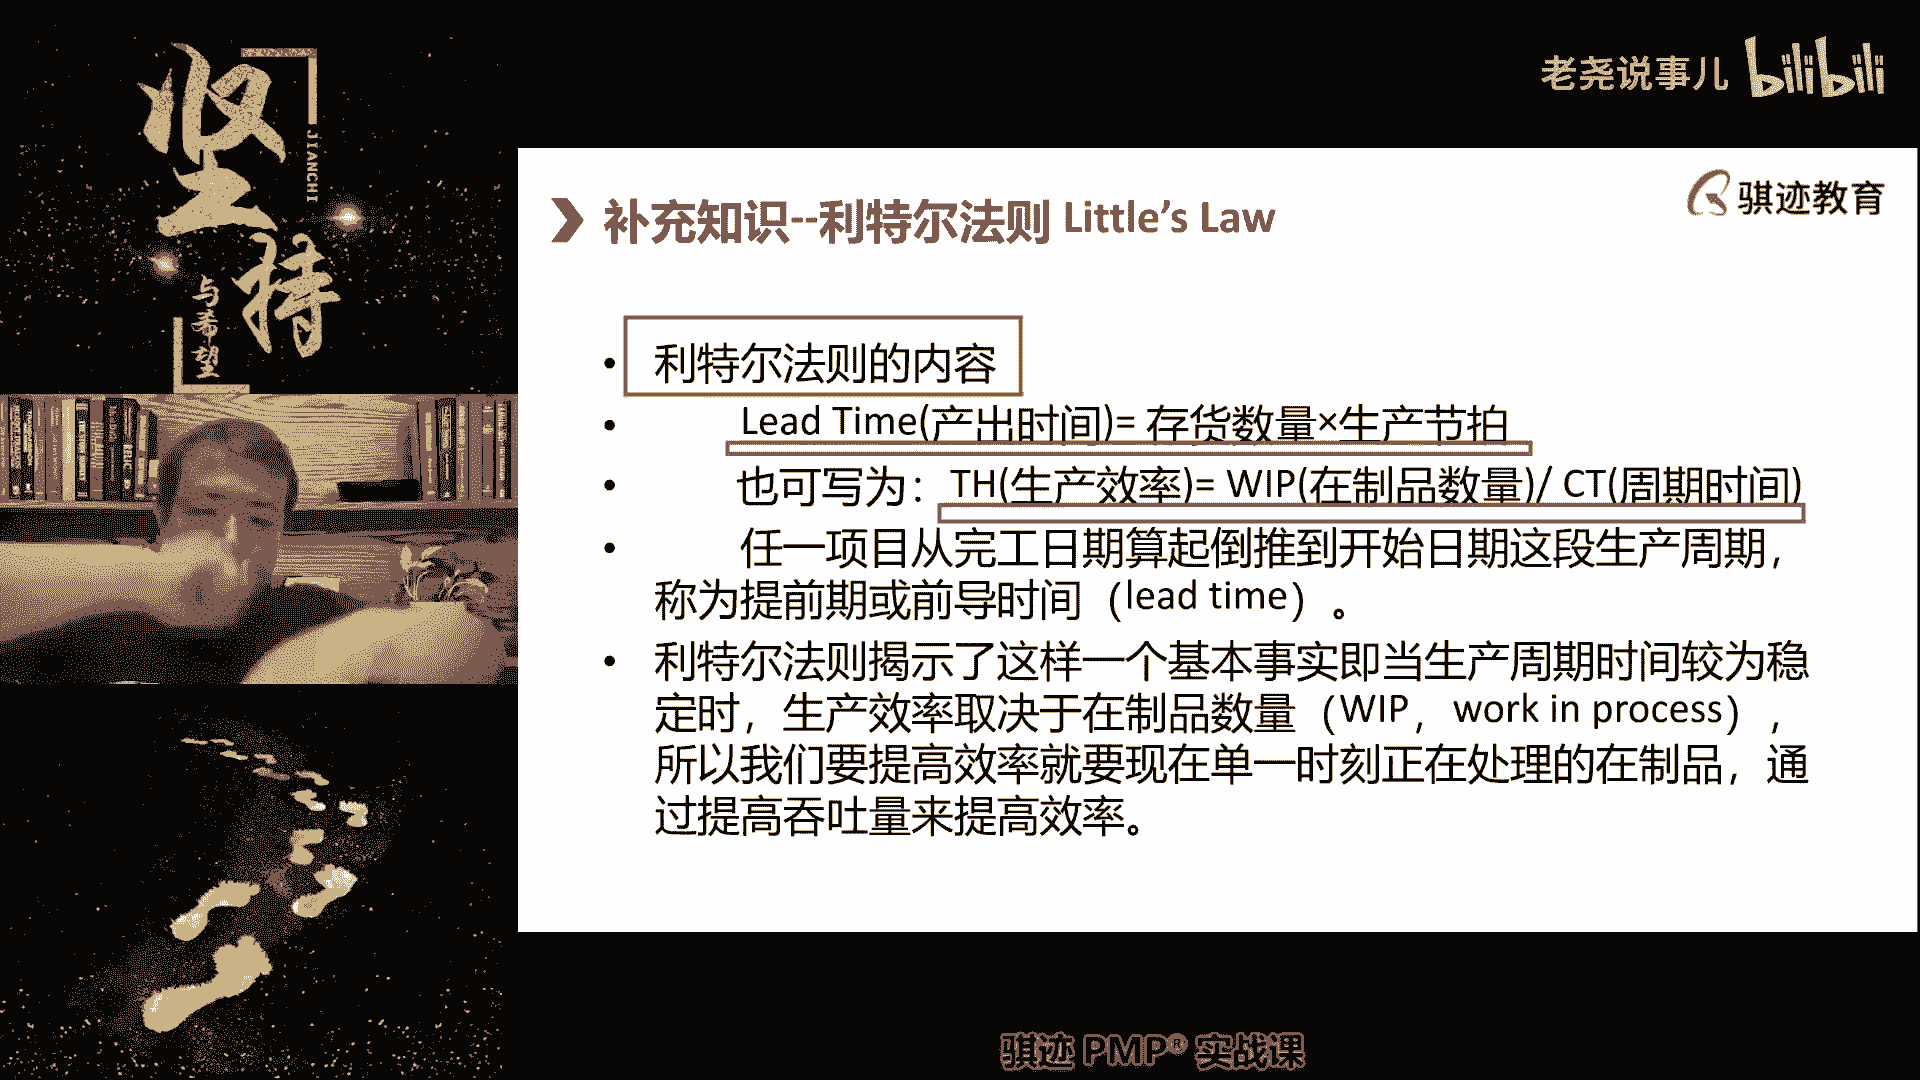 坚持
JIANCHI
与希望
老尧说事儿 bilibili
骐迹教育
补充知识--利特尔法则 Little's Law
• 利特尔法则的内容
• Lead Time(产出时间)= 存货数量×生产节拍
• 也可写为：TH(生产效率)= WIP(在制品数量)/ CT(周期时间)
• 任一项目从完工日期算起倒推到开始日期这段生产周期，
称为提前期或前导时间（lead time）。
• 利特尔法则揭示了这样一个基本事实即当生产周期时间较为稳
定时，生产效率取决于在制品数量（WIP，work in process），
所以我们要提高效率就要现在单一时刻正在处理的在制品，通
过提高吞吐量来提高效率。
骐迹 PMP® 实战课